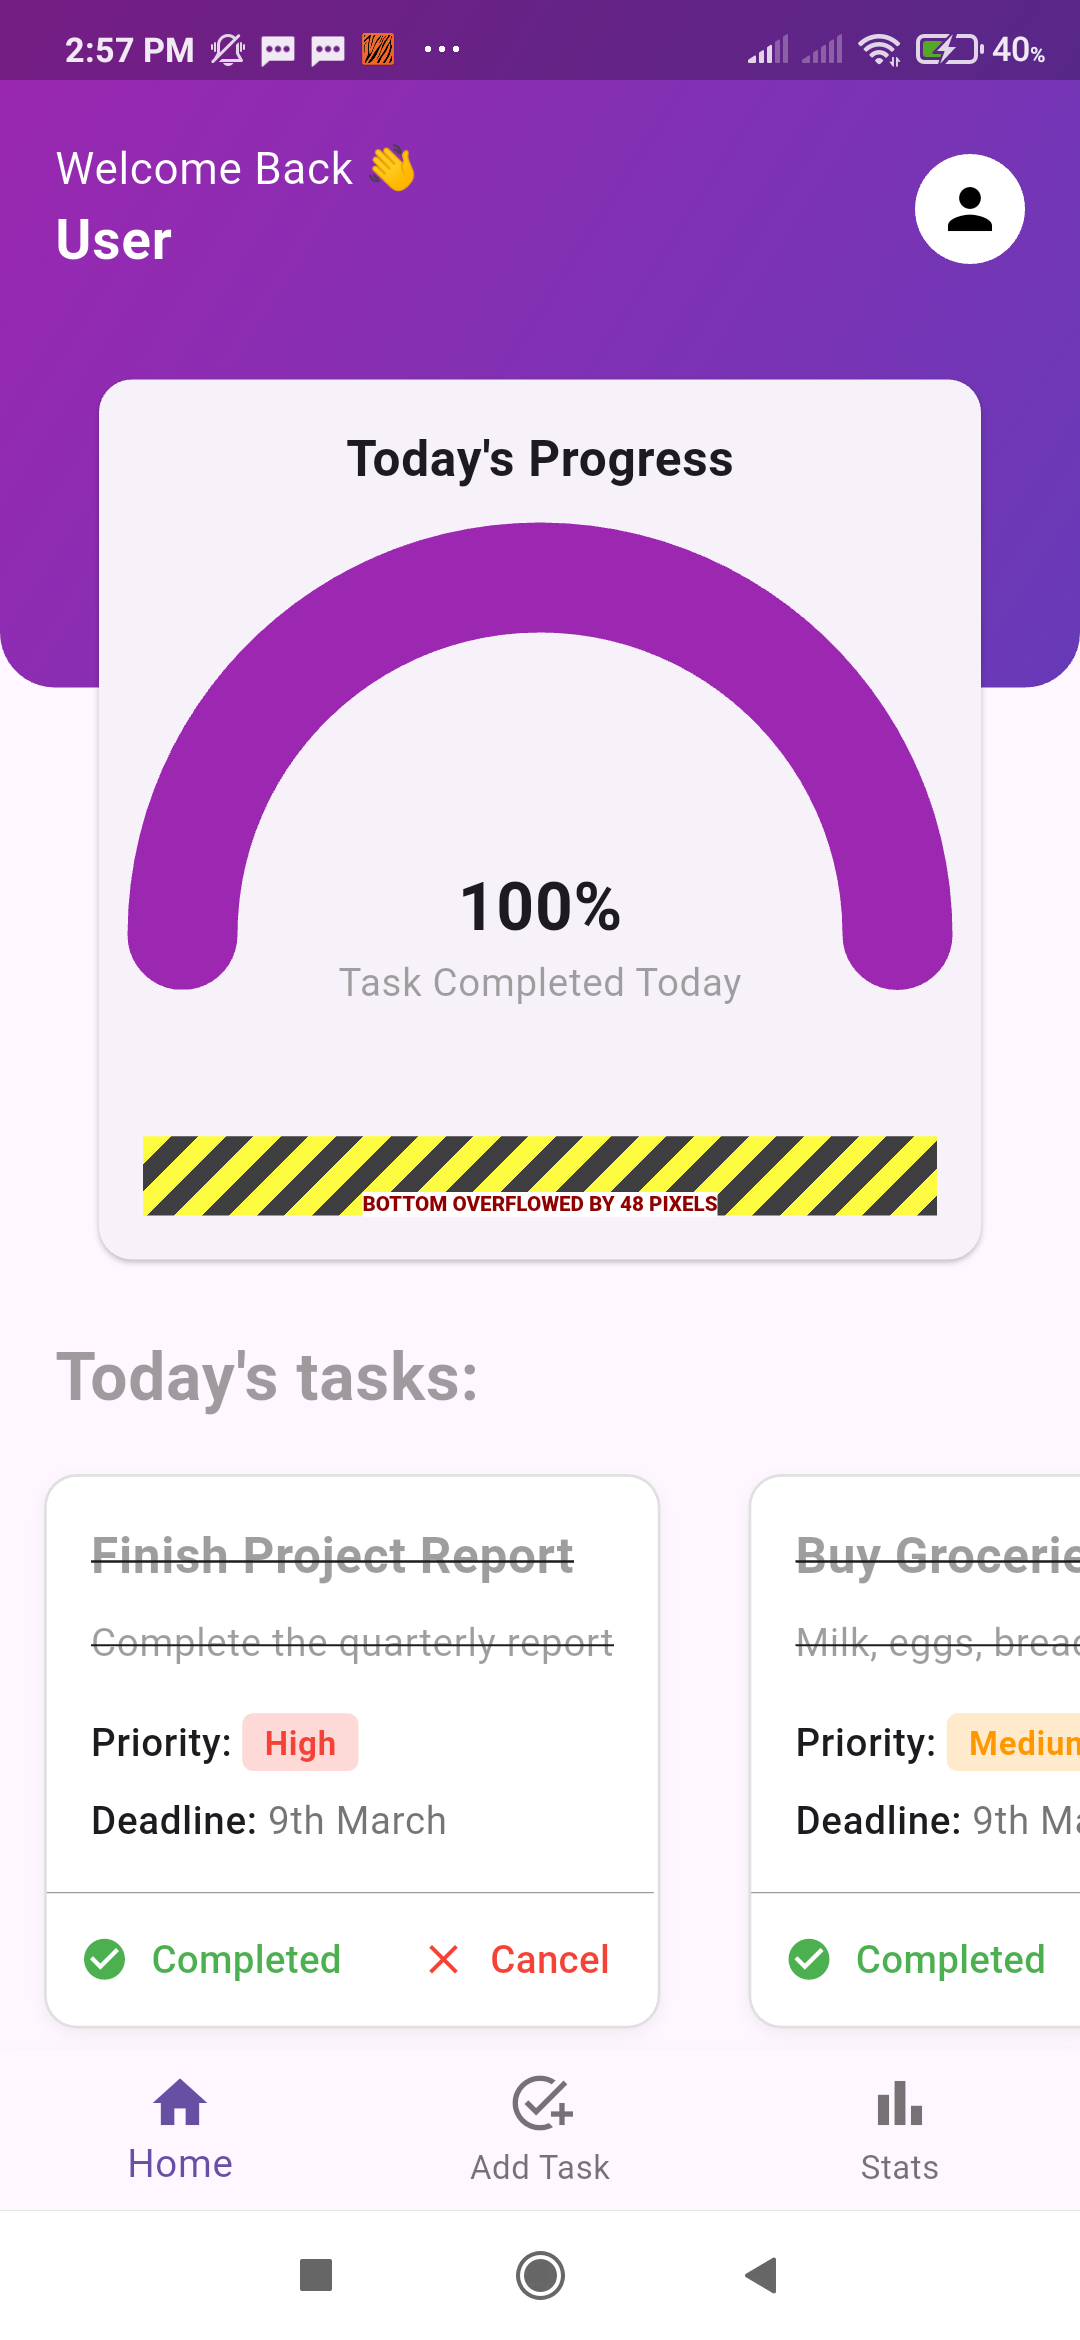 2:57 PM 40%
Welcome Back 👋
User
Today's Progress
100%
Task Completed Today
BOTTOM OVERFLOWED BY 48 PIXELS
Today's tasks:
Finish Project Report
Complete the quarterly report
Priority: High
Deadline: 9th March
Completed Cancel
Buy Grocerie
Milk, eggs, bread
Priority: Medium
Deadline: 9th Ma
Completed
Home Add Task Stats